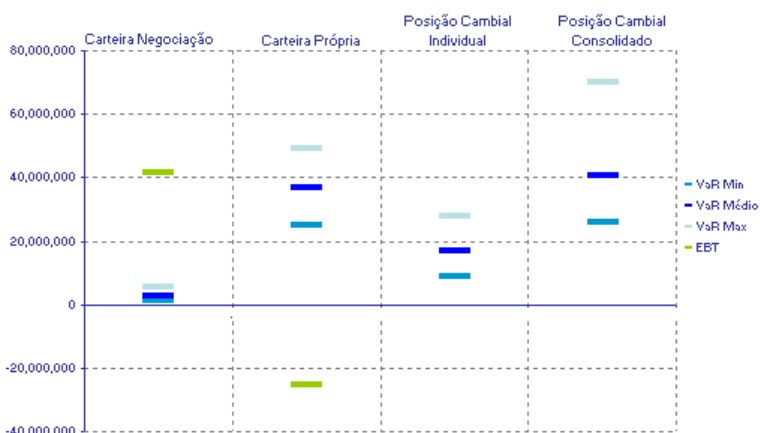 Carteira Negociação
Carteira Própria
Posição Cambial
Individual
Posição Cambial
Consolidado
80,000,000
60,000,000
40,000,000
20,000,000
0
-20,000,000
-40,000,000
VaR Min
VaR Médio
VaR Max
EBT